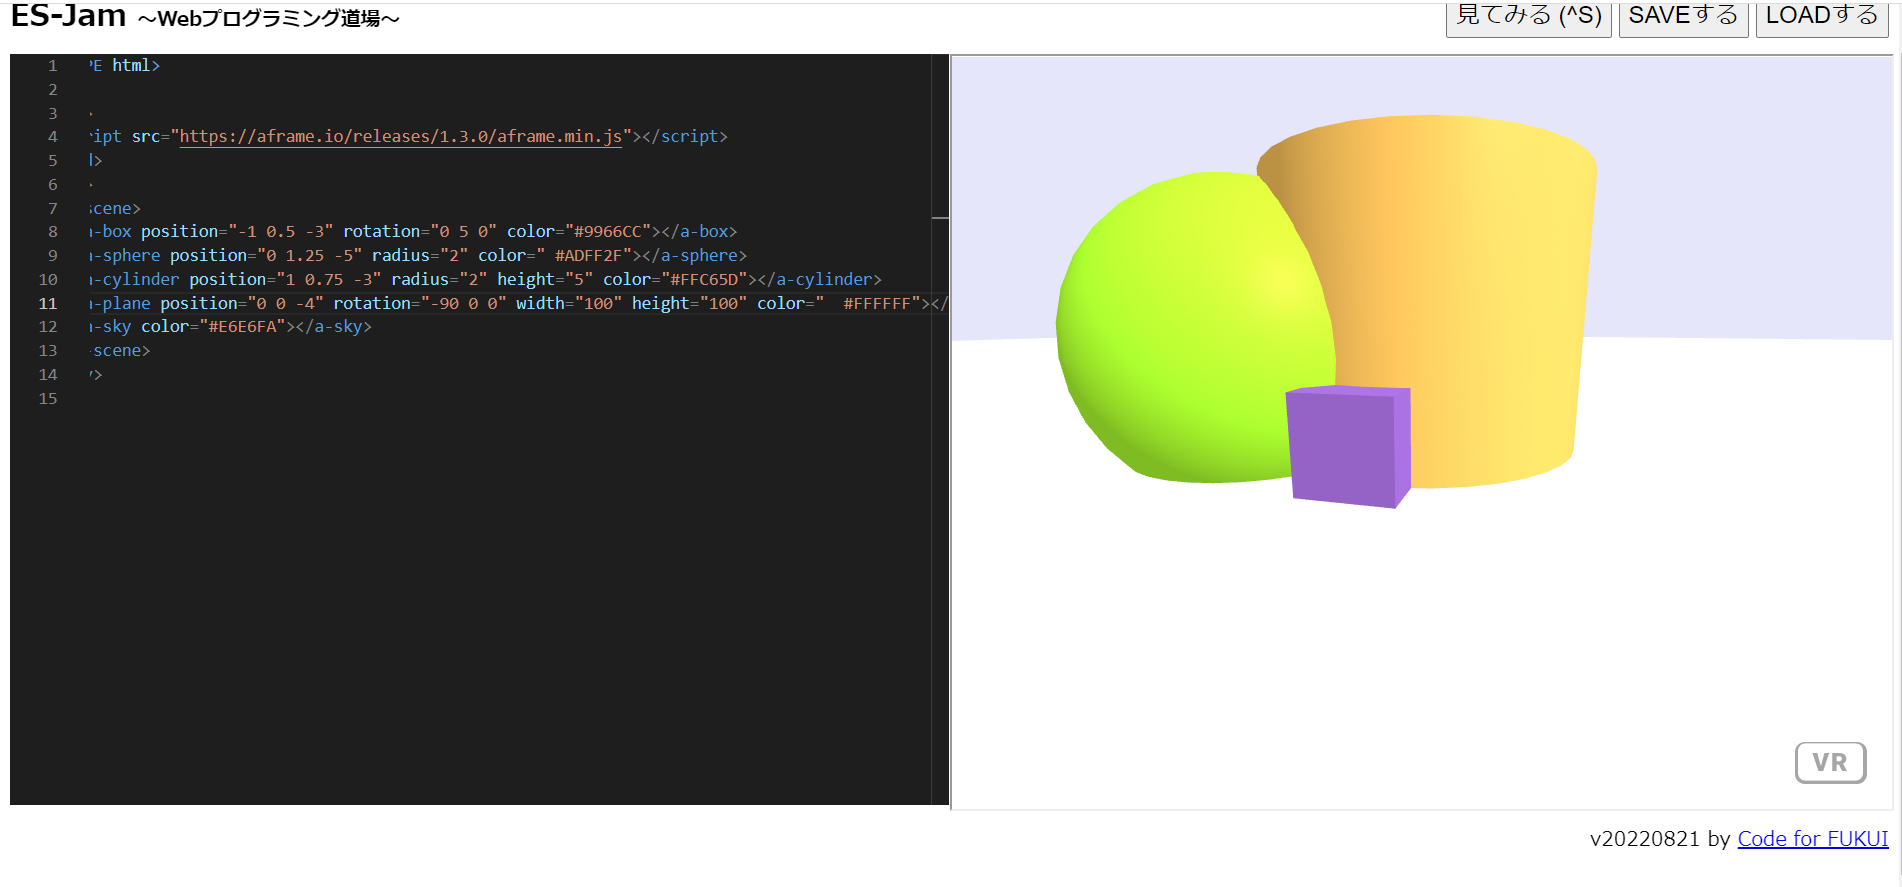 ES-Jam ～Webプログラミング道場～
見てみる (^S) SAVEする LOADする
1 'E html>
2
3 >
4 ript src="https://aframe.io/releases/1.3.0/aframe.min.js"></script>
5 d>
6 >
7 scene>
8 a-box position="-1 0.5 -3" rotation="0 5 0" color="#9966CC"></a-box>
9 a-sphere position="0 1.25 -5" radius="2" color=" #ADFF2F"></a-sphere>
10 a-cylinder position="1 0.75 -3" radius="2" height="5" color="#FFC65D"></a-cylinder>
11 a-plane position="0 0 -4" rotation="-90 0 0" width="100" height="100" color="  #FFFFFF"></
12 a-sky color="#E6E6FA"></a-sky>
13 scene>
14 y>
15
VR
v20220821 by Code for FUKUI